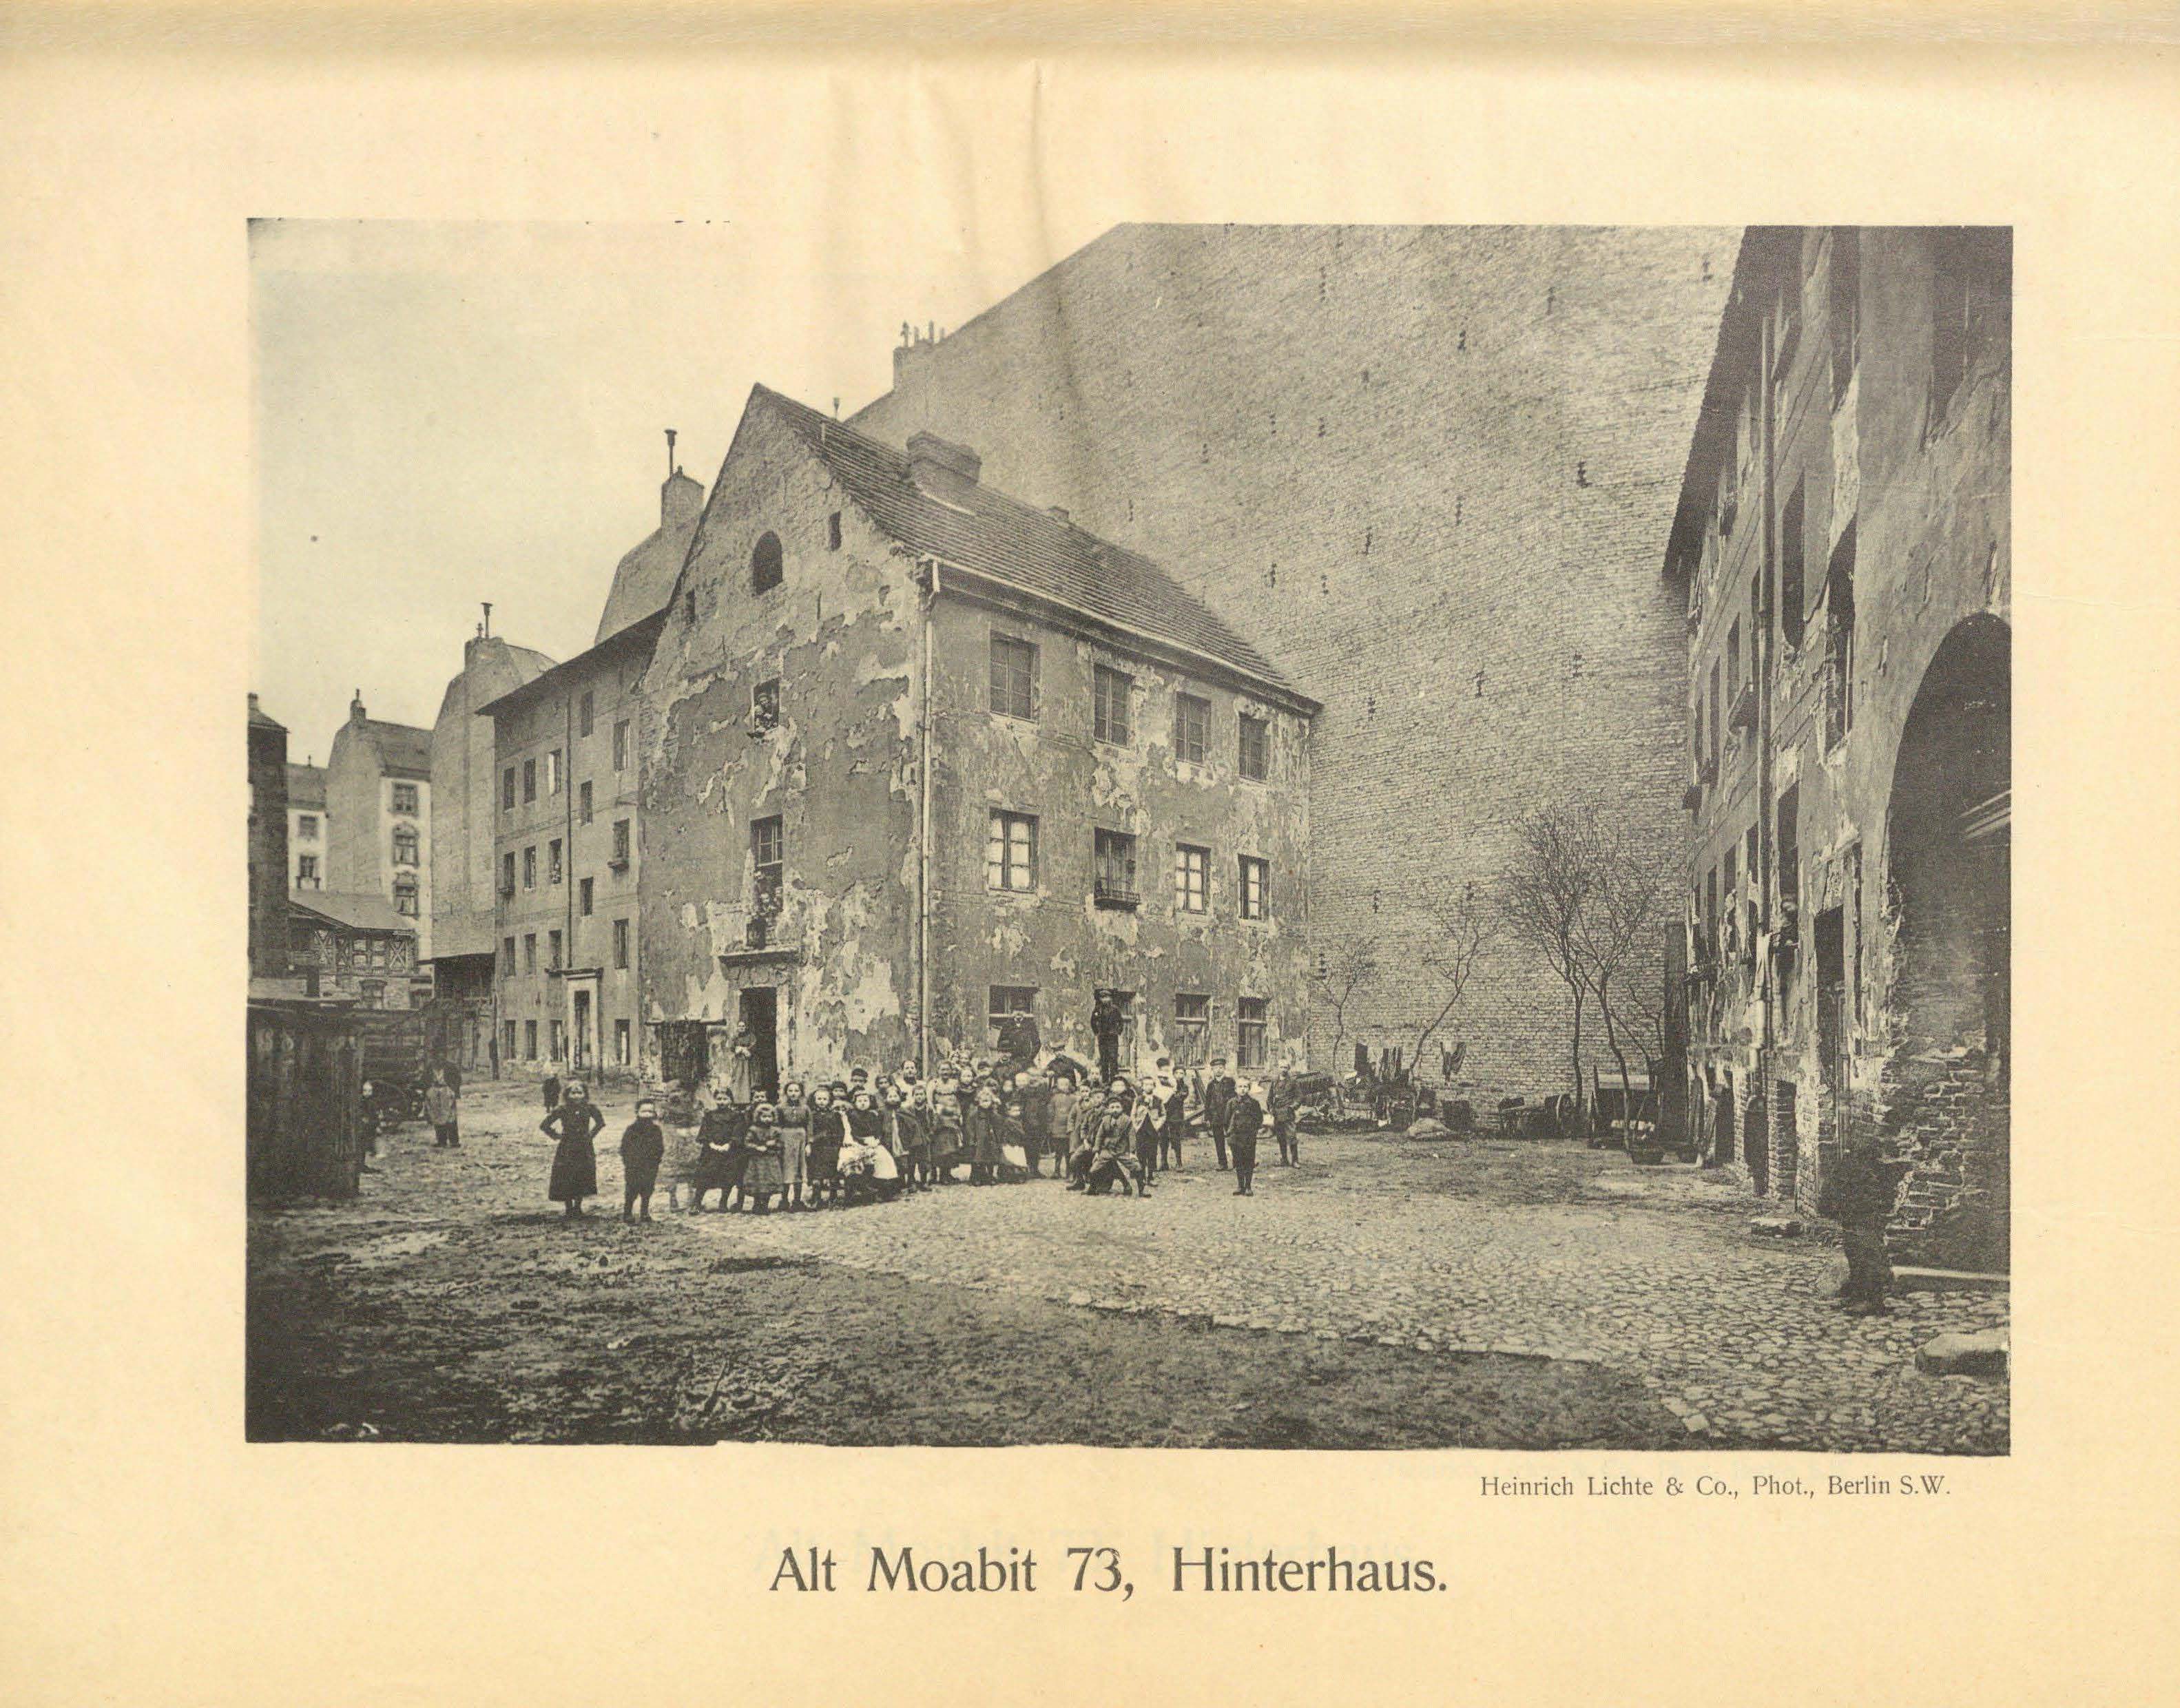 Heinrich Lichte & Co., Phot., Berlin S.W.
Alt Moabit 73, Hinterhaus.